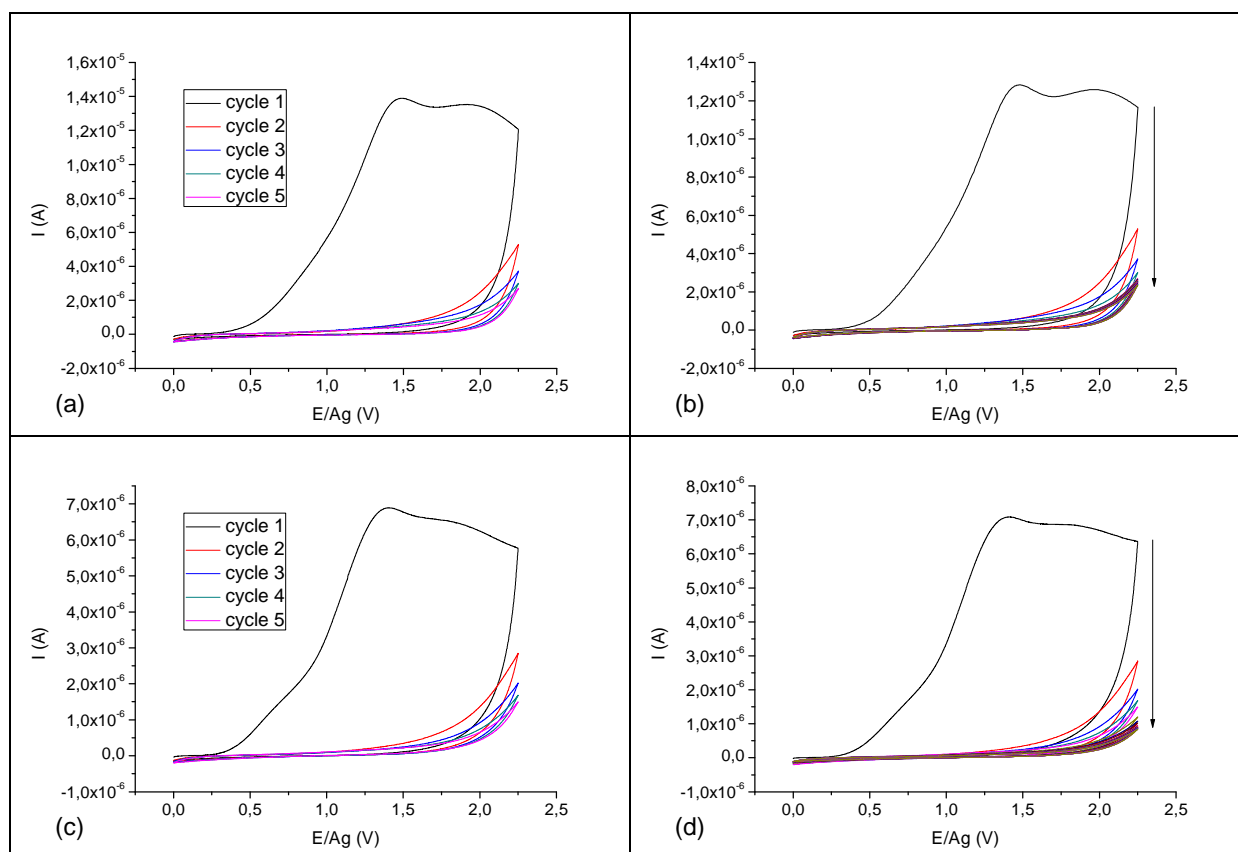 1,6x10⁻⁵
1,4x10⁻⁵
1,2x10⁻⁵
1,0x10⁻⁵
8,0x10⁻⁶
6,0x10⁻⁶
4,0x10⁻⁶
2,0x10⁻⁶
0,0
-2,0x10⁻⁶
I (A)
cycle 1
cycle 2
cycle 3
cycle 4
cycle 5
0,0 0,5 1,0 1,5 2,0 2,5
E/Ag (V)
(a)
1,6x10⁻⁵
1,4x10⁻⁵
1,2x10⁻⁵
1,0x10⁻⁵
8,0x10⁻⁶
6,0x10⁻⁶
4,0x10⁻⁶
2,0x10⁻⁶
0,0
-2,0x10⁻⁶
I (A)
0,0 0,5 1,0 1,5 2,0 2,5
E/Ag (V)
(b)
7,0x10⁻⁶
6,0x10⁻⁶
5,0x10⁻⁶
4,0x10⁻⁶
3,0x10⁻⁶
2,0x10⁻⁶
1,0x10⁻⁶
0,0
-1,0x10⁻⁶
I (A)
cycle 1
cycle 2
cycle 3
cycle 4
cycle 5
0,0 0,5 1,0 1,5 2,0 2,5
E/Ag (V)
(c)
8,0x10⁻⁶
7,0x10⁻⁶
6,0x10⁻⁶
5,0x10⁻⁶
4,0x10⁻⁶
3,0x10⁻⁶
2,0x10⁻⁶
1,0x10⁻⁶
0,0
-1,0x10⁻⁶
I (A)
0,0 0,5 1,0 1,5 2,0 2,5
E/Ag (V)
(d)